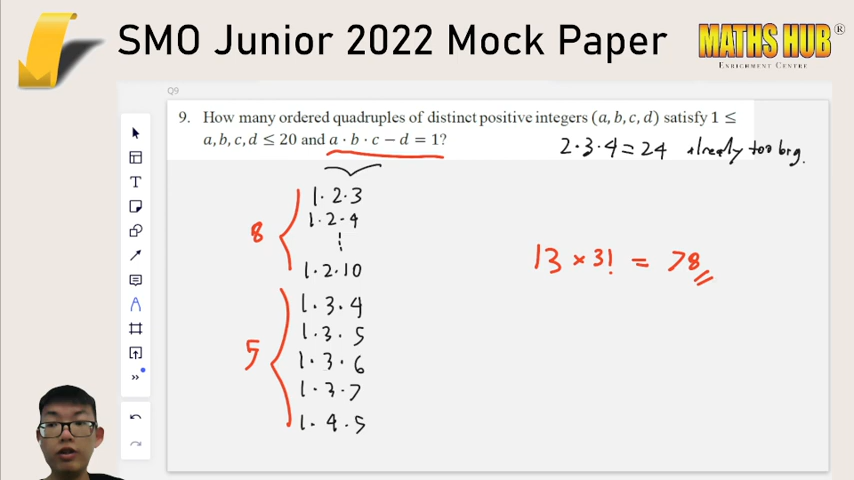 SMO Junior 2022 Mock Paper
MATHS HUB®
ENRICHMENT CENTRE
Q9
9. How many ordered quadruples of distinct positive integers (a, b, c, d) satisfy 1 ≤
a, b, c, d ≤ 20 and a · b · c − d = 1?
2·3·4 = 24 already too big.
1·2·3
1·2·4
8
1·2·10
13 × 3! = 78
1·3·4
1·3·5
5
1·3·6
1·3·7
1·4·5